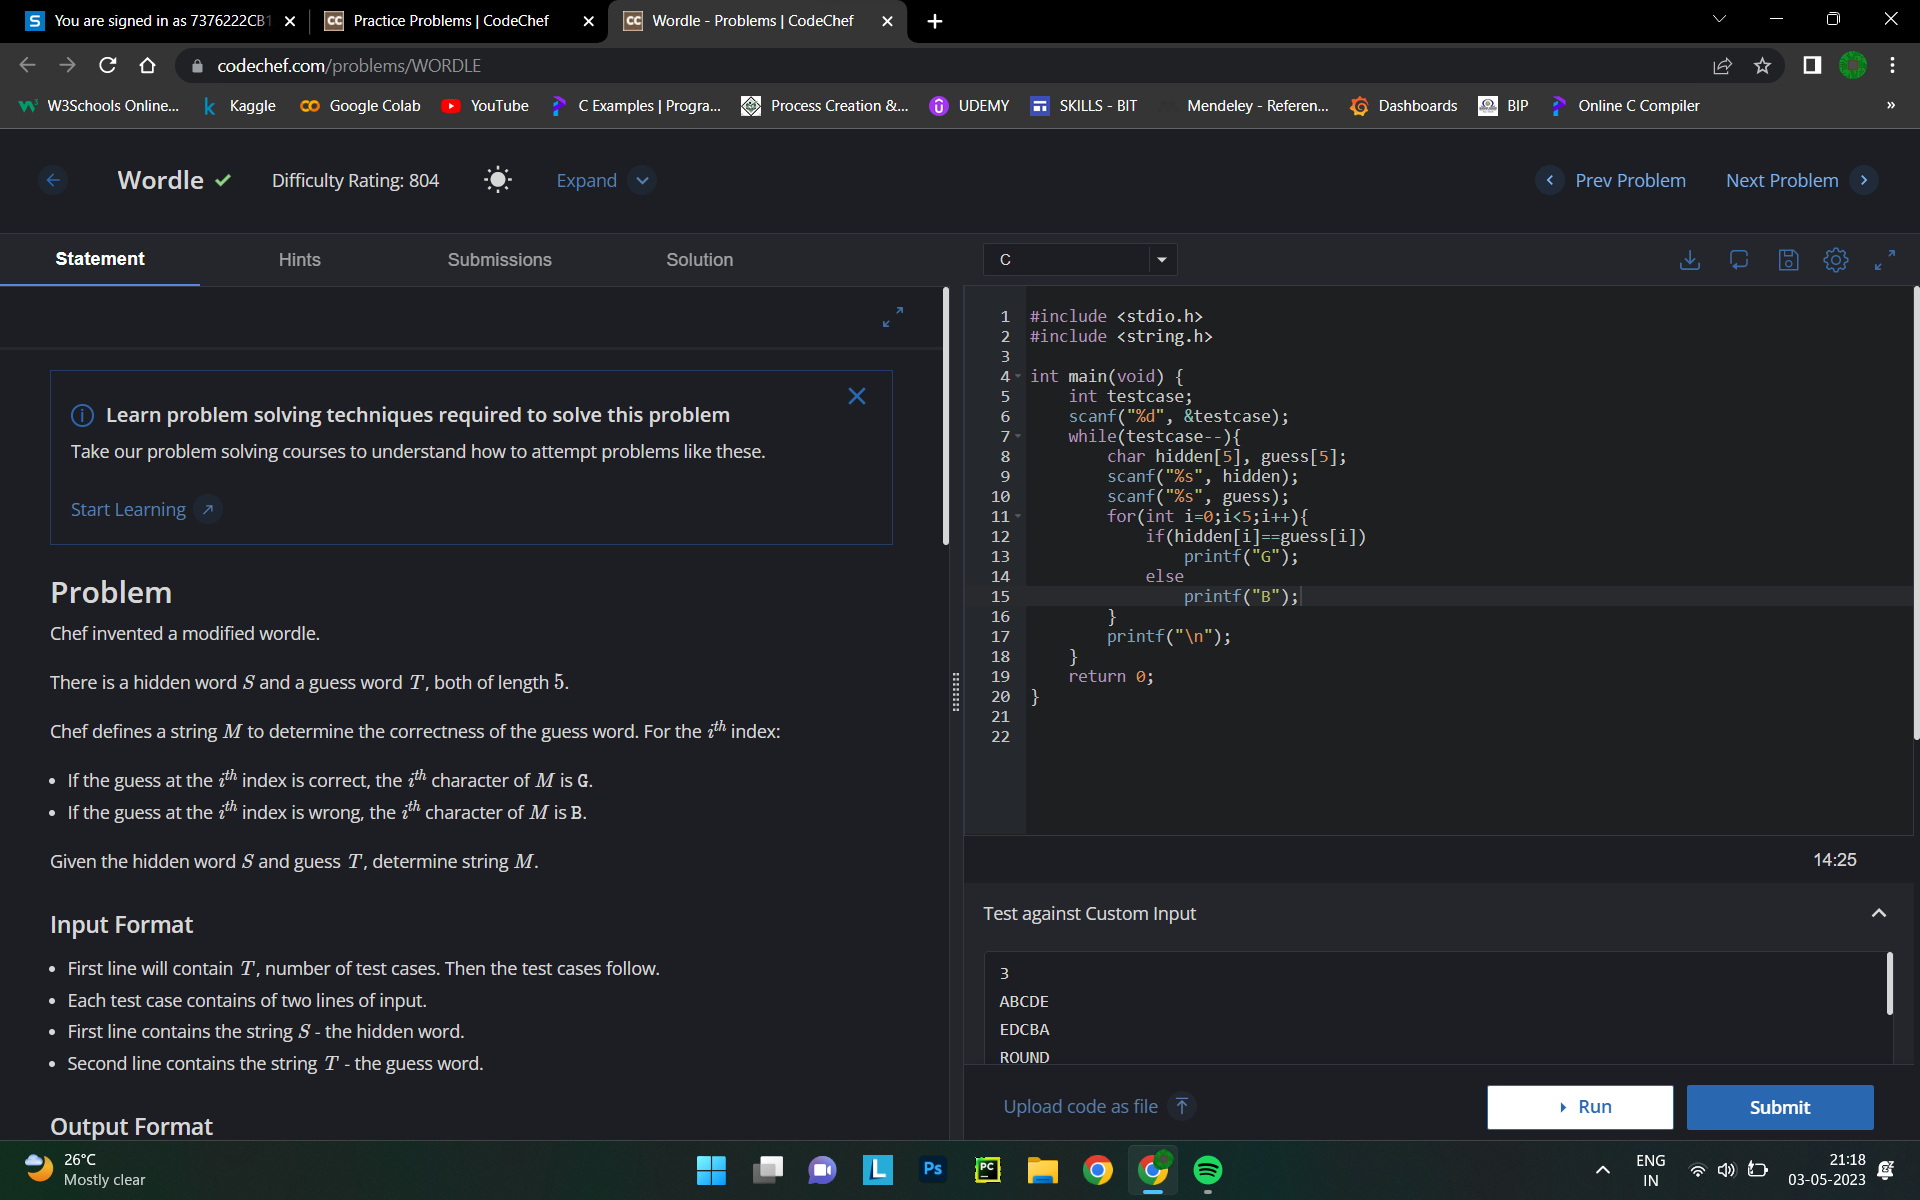 You are signed in as 7376222CB1
Practice Problems | CodeChef
Wordle - Problems | CodeChef
codechef.com/problems/WORDLE
W3Schools Online...
Kaggle
Google Colab
YouTube
C Examples | Progra...
Process Creation &...
UDEMY
SKILLS - BIT
Mendeley - Referen...
Dashboards
BIP
Online C Compiler
»
Wordle
Difficulty Rating: 804
Expand
Prev Problem
Next Problem
Statement
Hints
Submissions
Solution
C
Learn problem solving techniques required to solve this problem
Take our problem solving courses to understand how to attempt problems like these.
Start Learning
Problem
Chef invented a modified wordle.
There is a hidden word S and a guess word T, both of length 5.
Chef defines a string M to determine the correctness of the guess word. For the i^th index:
• If the guess at the i^th index is correct, the i^th character of M is G.
• If the guess at the i^th index is wrong, the i^th character of M is B.
Given the hidden word S and guess T, determine string M.
Input Format
• First line will contain T, number of test cases. Then the test cases follow.
• Each test case contains of two lines of input.
• First line contains the string S - the hidden word.
• Second line contains the string T - the guess word.
Output Format
1 #include <stdio.h>
2 #include <string.h>
3
4 int main(void) {
5     int testcase;
6     scanf("%d", &testcase);
7     while(testcase--){
8         char hidden[5], guess[5];
9         scanf("%s", hidden);
10         scanf("%s", guess);
11         for(int i=0;i<5;i++){
12             if(hidden[i]==guess[i])
13                 printf("G");
14             else
15                 printf("B");
16         }
17         printf("\n");
18     }
19     return 0;
20 }
21
22
14:25
Test against Custom Input
3
ABCDE
EDCBA
ROUND
Upload code as file
Run
Submit
26°C
Mostly clear
L
Ps
PC
ENG
IN
21:18
03-05-2023